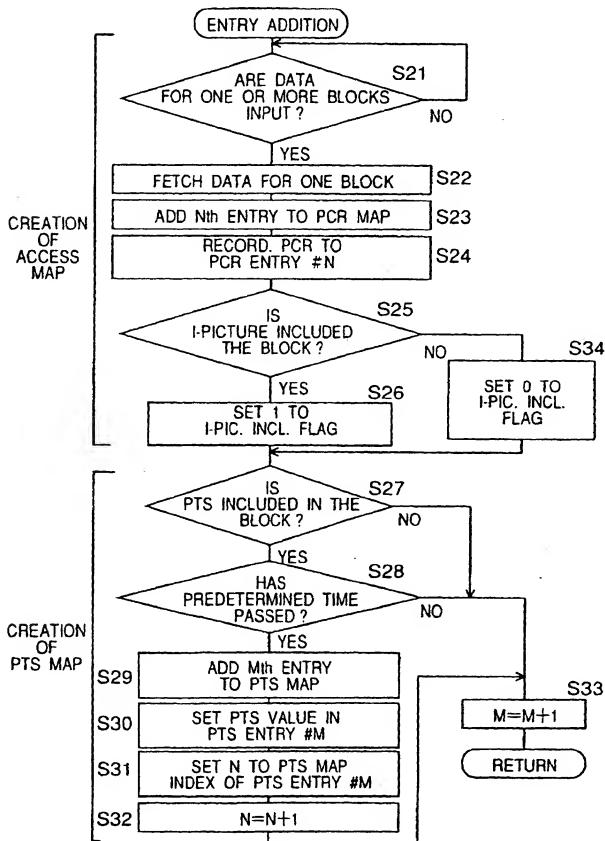 ENTRY ADDITION
S21
ARE DATA
FOR ONE OR MORE BLOCKS
INPUT ?
NO
YES
FETCH DATA FOR ONE BLOCK
S22
ADD Nth ENTRY TO PCR MAP
S23
RECORD. PCR TO
PCR ENTRY #N
S24
CREATION
OF
ACCESS
MAP
S25
IS
I-PICTURE INCLUDED
THE BLOCK ?
NO
S34
YES
S26
SET 1 TO
I-PIC. INCL. FLAG
SET 0 TO
I-PIC. INCL.
FLAG
S27
IS
PTS INCLUDED IN THE
BLOCK ?
NO
YES
S28
HAS
PREDETERMINED TIME
PASSED ?
NO
YES
CREATION
OF
PTS MAP
S29
ADD Mth ENTRY
TO PTS MAP
S30
SET PTS VALUE IN
PTS ENTRY #M
S31
SET N TO PTS MAP
INDEX OF PTS ENTRY #M
S32
N=N+1
S33
M=M+1
RETURN